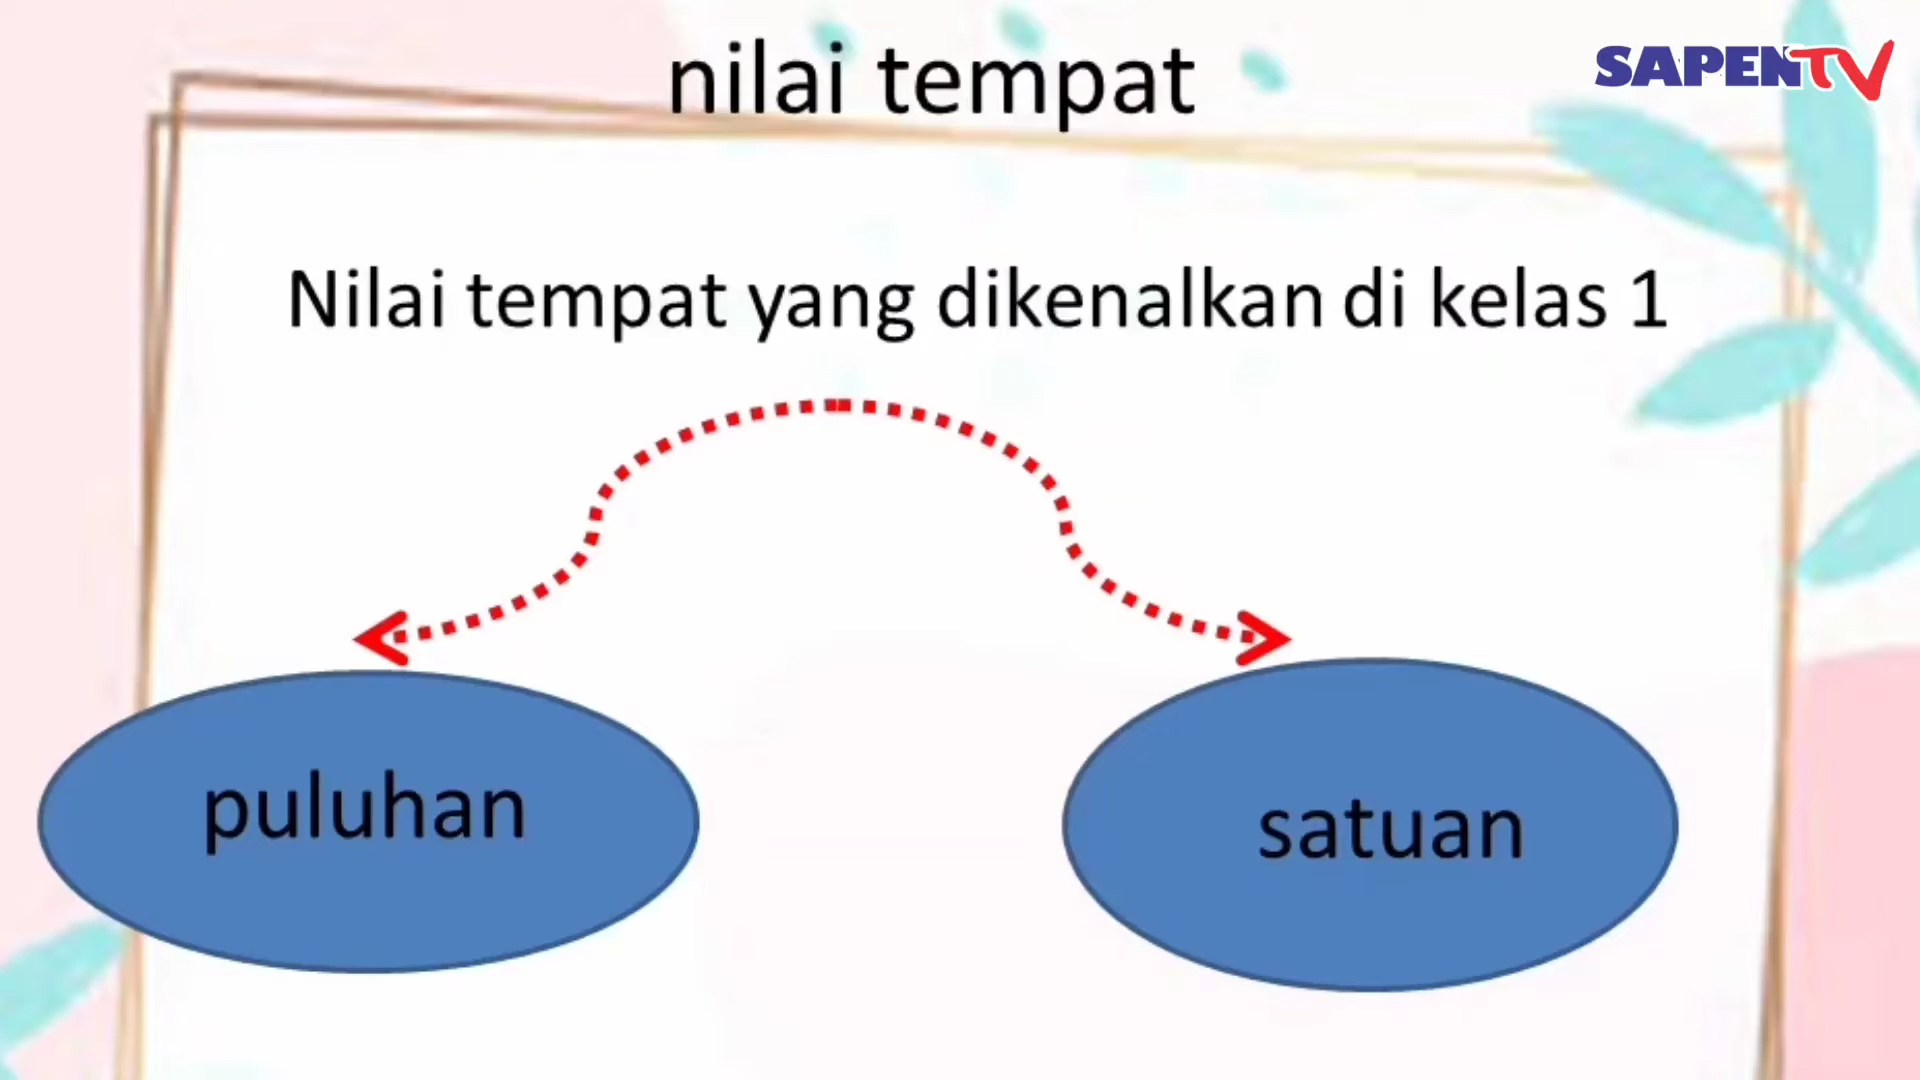 nilai tempat
SAPENTV
Nilai tempat yang dikenalkan di kelas 1
puluhan
satuan